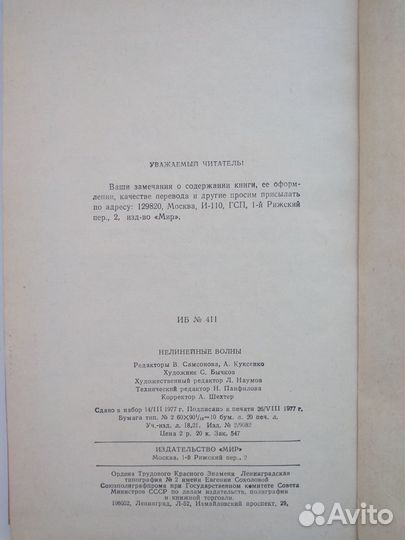 УВАЖАЕМЫЙ ЧИТАТЕЛЬ!
Ваши замечания о содержании книги, ее оформ-
лении, качестве перевода и другие просим присылать
по адресу: 129820, Москва, И-110, ГСП, 1-й Рижский
пер., 2, изд-во «Мир».
ИБ № 411
НЕЛИНЕЙНЫЕ ВОЛНЫ
Редакторы В. Самсонова, А. Куксенко
Художник С. Бычков
Художественный редактор Л. Наумов
Технический редактор Н. Панфилова
Корректор А. Шехтер
Сдано в набор 14/III 1977 г. Подписано к печати 26/VIII 1977 г.
Бумага тип. № 2 60×90¹/₁₆=10 бум. л. 20 печ. л.
Уч.-изд. л. 18,21. Изд. № 2/9082
Цена 2 р. 20 к. Зак. 547
ИЗДАТЕЛЬСТВО «МИР»
Москва, 1-й Рижский пер., 2
Ордена Трудового Красного Знамени Ленинградская
типография № 2 имени Евгении Соколовой
Союзполиграфпрома при Государственном комитете Совета
Министров СССР по делам издательств, полиграфии
и книжной торговли.
198052, Ленинград, Л-52, Измайловский проспект, 29,
Avito